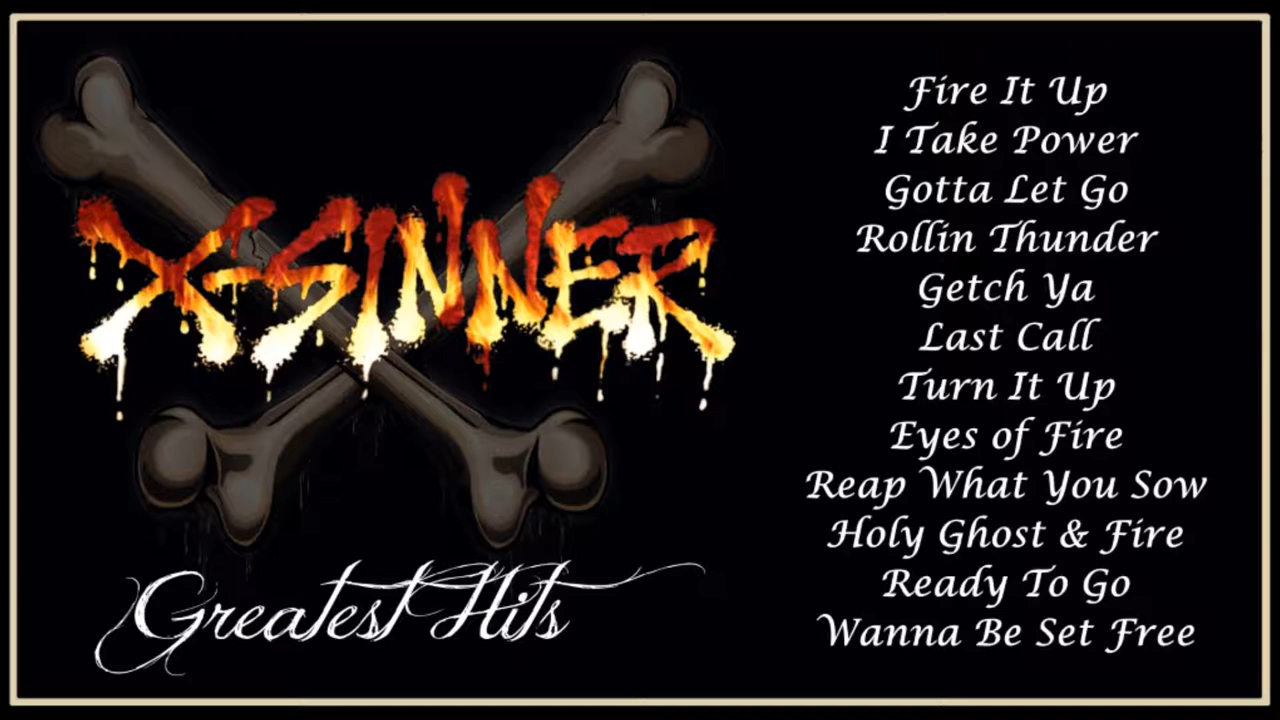 X-SINNER
Greatest Hits
Fire It Up
I Take Power
Gotta Let Go
Rollin Thunder
Getch Ya
Last Call
Turn It Up
Eyes of Fire
Reap What You Sow
Holy Ghost & Fire
Ready To Go
Wanna Be Set Free